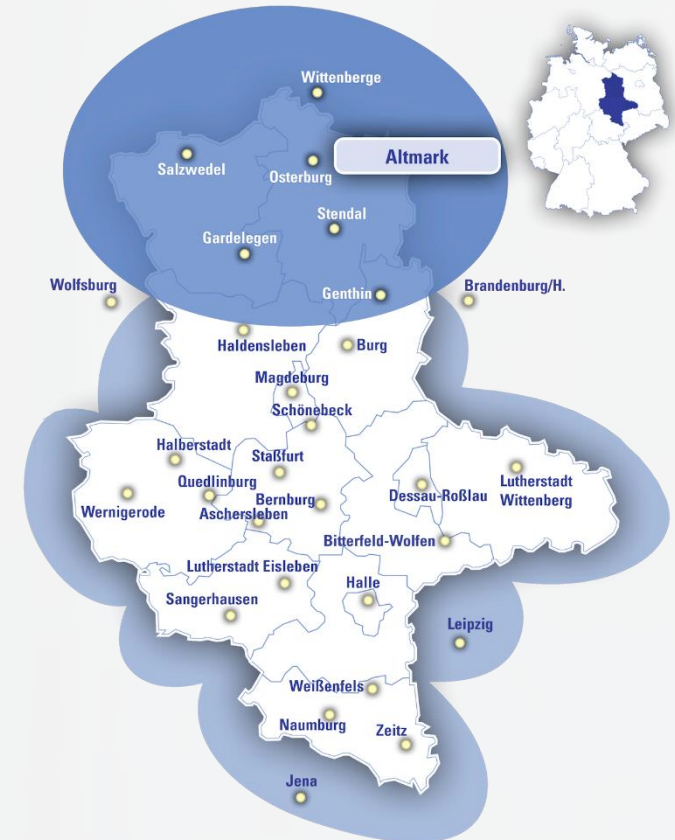 Wittenberge
Altmark
Salzwedel
Osterburg
Stendal
Gardelegen
Wolfsburg
Genthin
Brandenburg/H.
Haldensleben
Burg
Magdeburg
Schönebeck
Halberstadt
Staßfurt
Quedlinburg
Lutherstadt
Wittenberg
Wernigerode
Bernburg
Dessau-Roßlau
Aschersleben
Bitterfeld-Wolfen
Lutherstadt Eisleben
Halle
Sangerhausen
Leipzig
Weißenfels
Naumburg
Zeitz
Jena